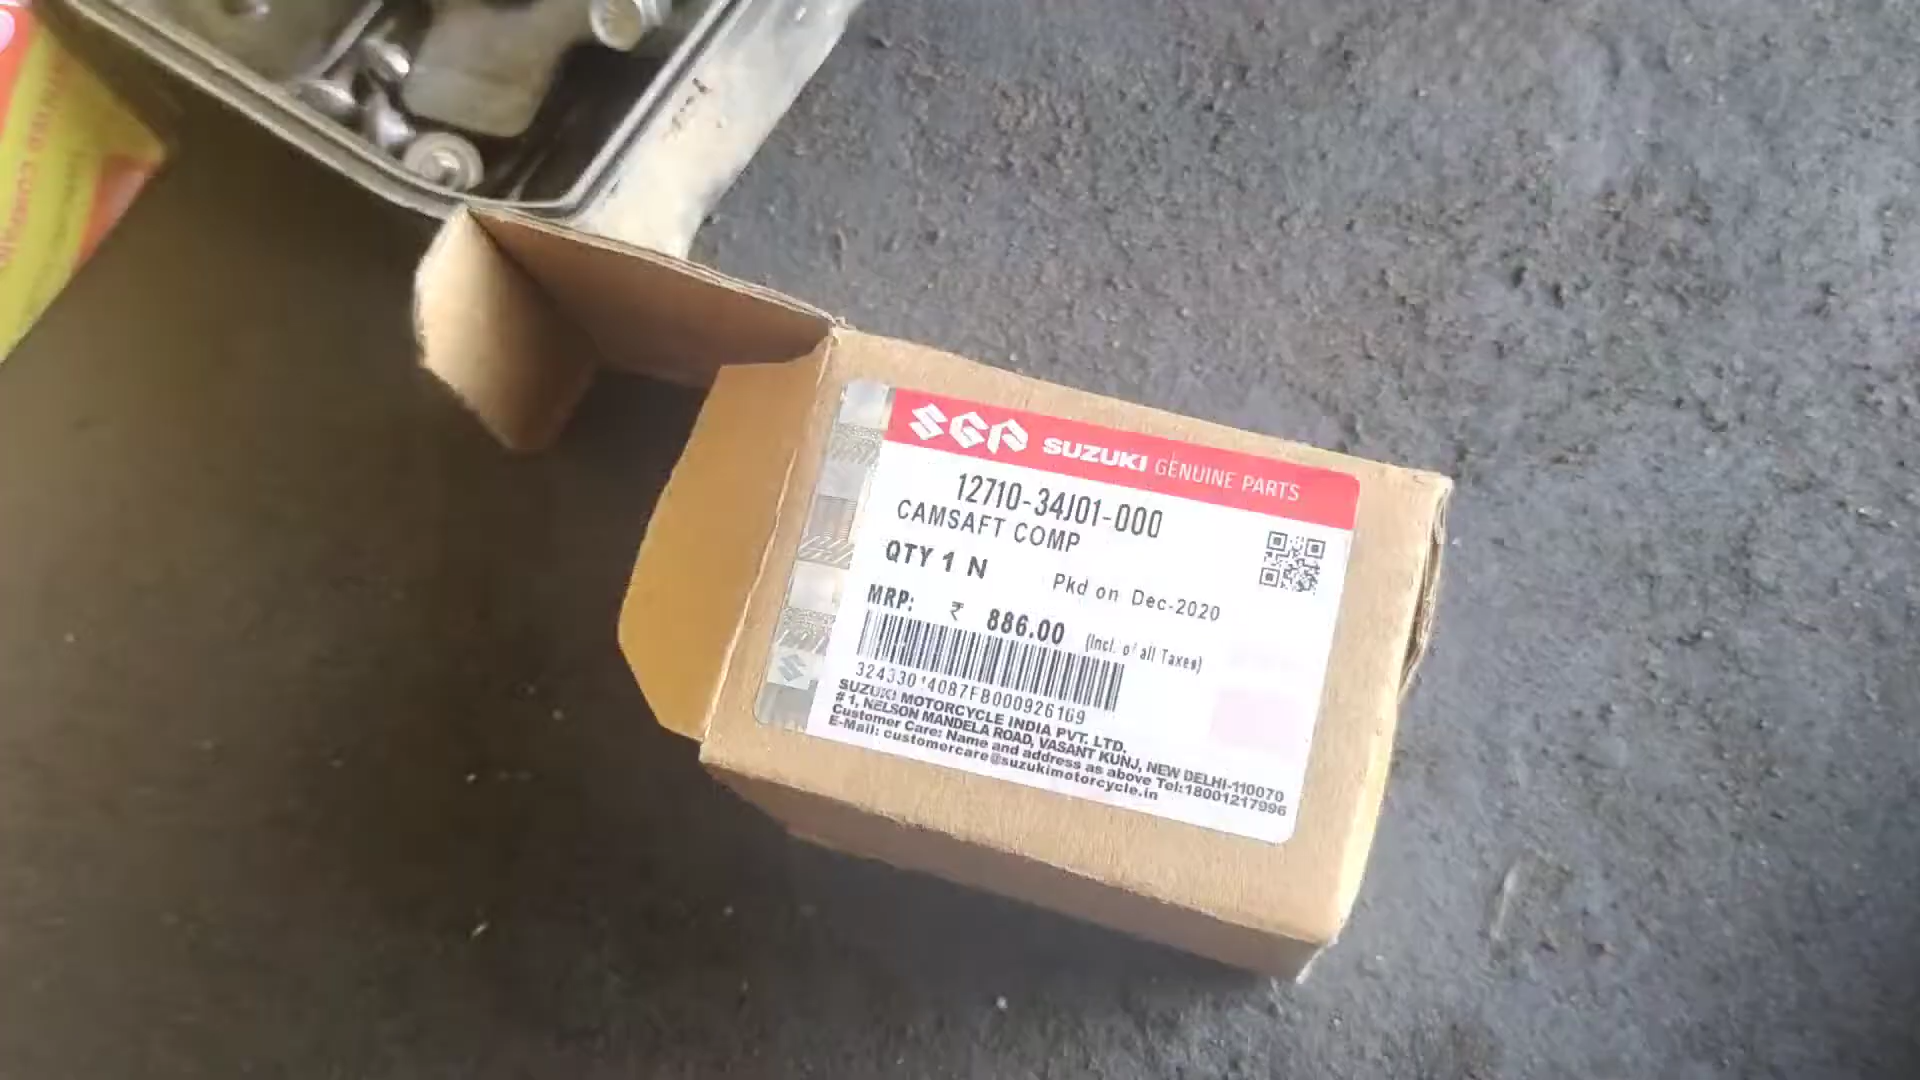 SGP SUZUKI GENUINE PARTS
12710-34J01-000
CAMSAFT COMP
QTY 1 N
Pkd on Dec-2020
MRP: ₹ 886.00 (Incl. of all Taxes)
32433014087FB000926169
SUZUKI MOTORCYCLE INDIA PVT. LTD.
# 1, NELSON MANDELA ROAD, VASANT KUNJ, NEW DELHI-110070
Customer Care: Name and address as above Tel:18001217996
E-Mail: customercare@suzukimotorcycle.in